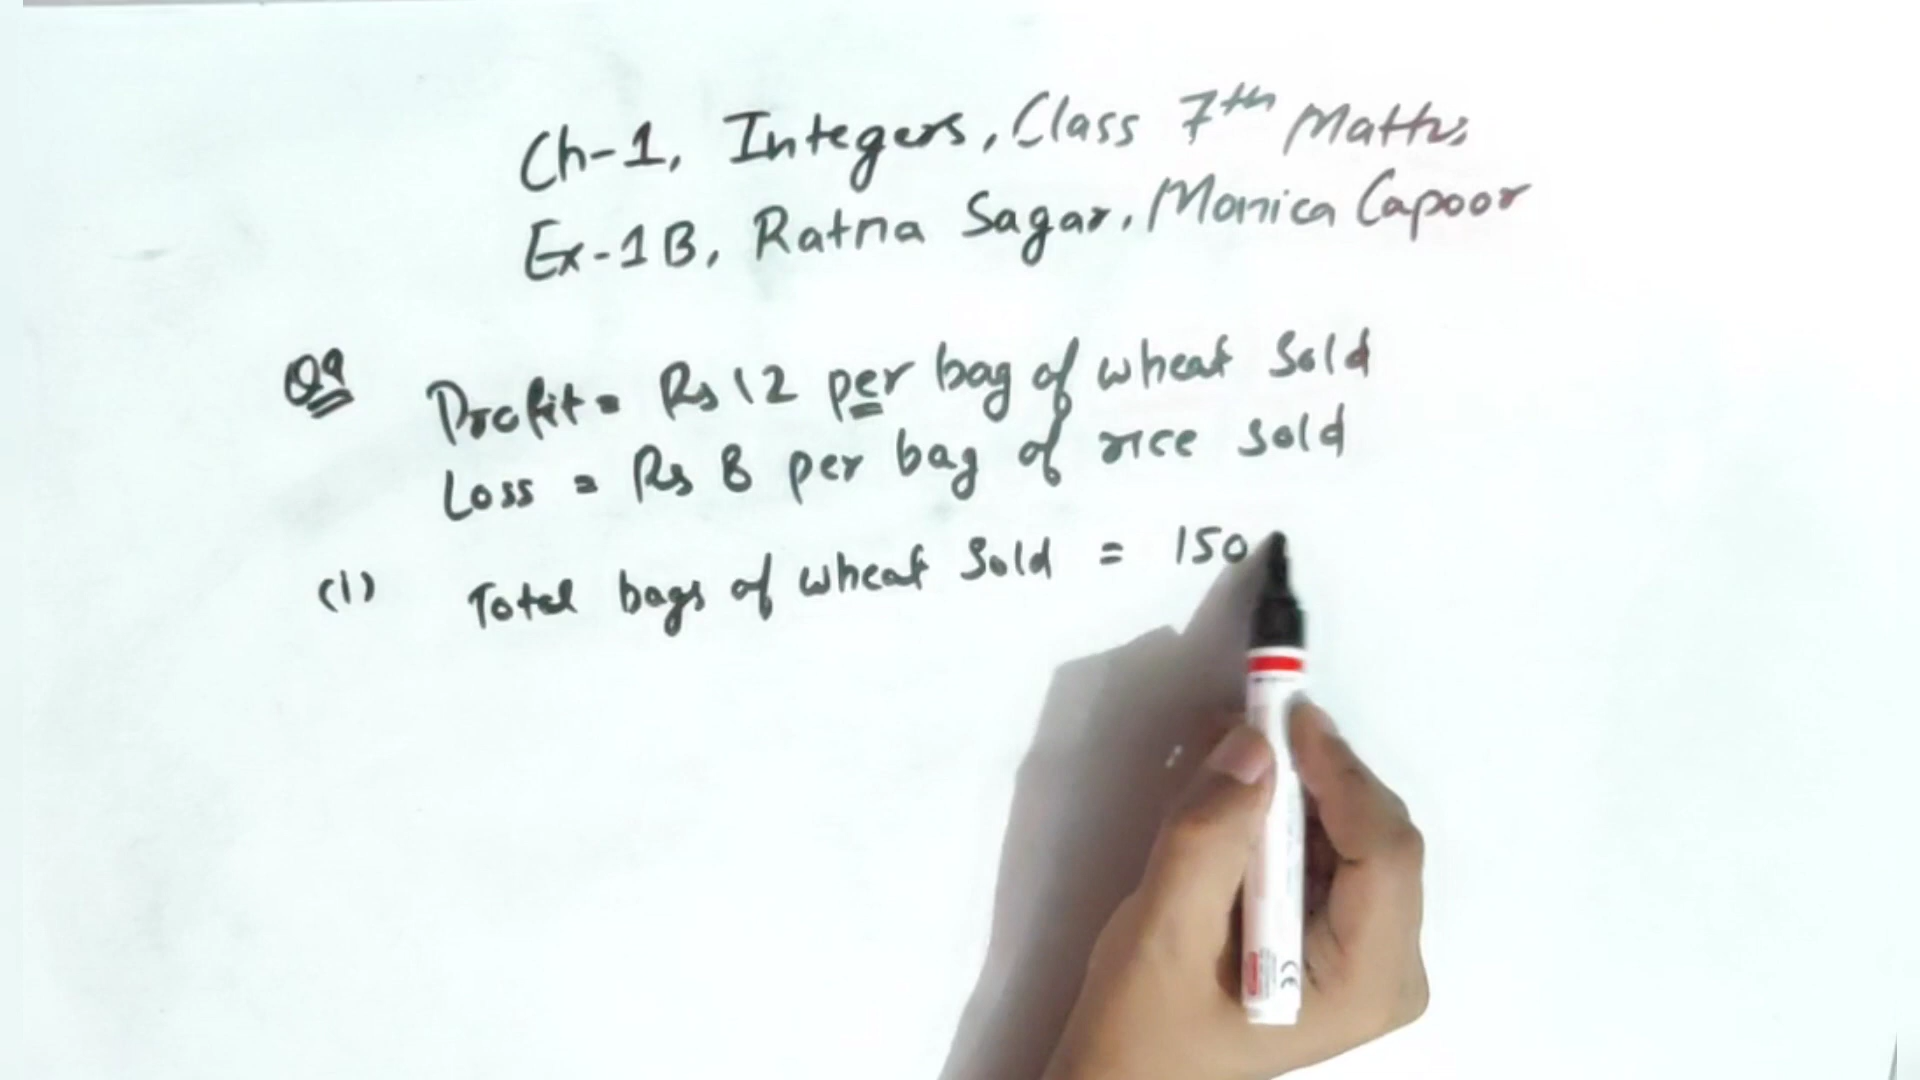 Ch-1, Integers, Class 7th Maths
Ex-1B, Ratna Sagar, Monica Capoor
Q9 Profit = Rs 12 per bag of wheat Sold
Loss = Rs 8 per bag of rice sold
(1) Total bags of wheat Sold = 150
CE